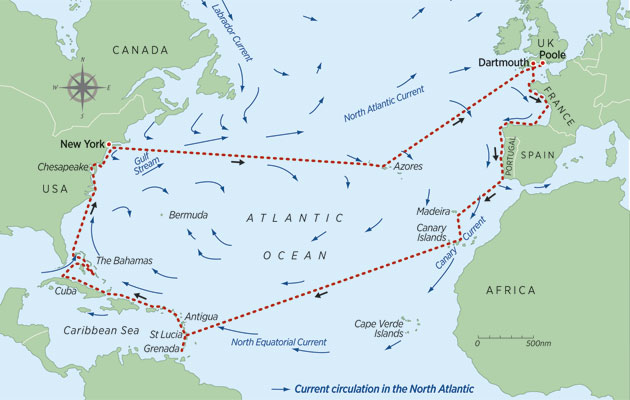 Labrador Current
CANADA
UK
Poole
Dartmouth
FRANCE
N
W
E
S
North Atlantic Current
New York
Gulf
Stream
Chesapeake
Azores
PORTUGAL
SPAIN
USA
Bermuda
ATLANTIC
OCEAN
Madeira
Canary
Islands
Canary Current
The Bahamas
AFRICA
Cuba
Antigua
Caribbean Sea
St Lucia
Grenada
North Equatorial Current
Cape Verde
Islands
0
500nm
Current circulation in the North Atlantic